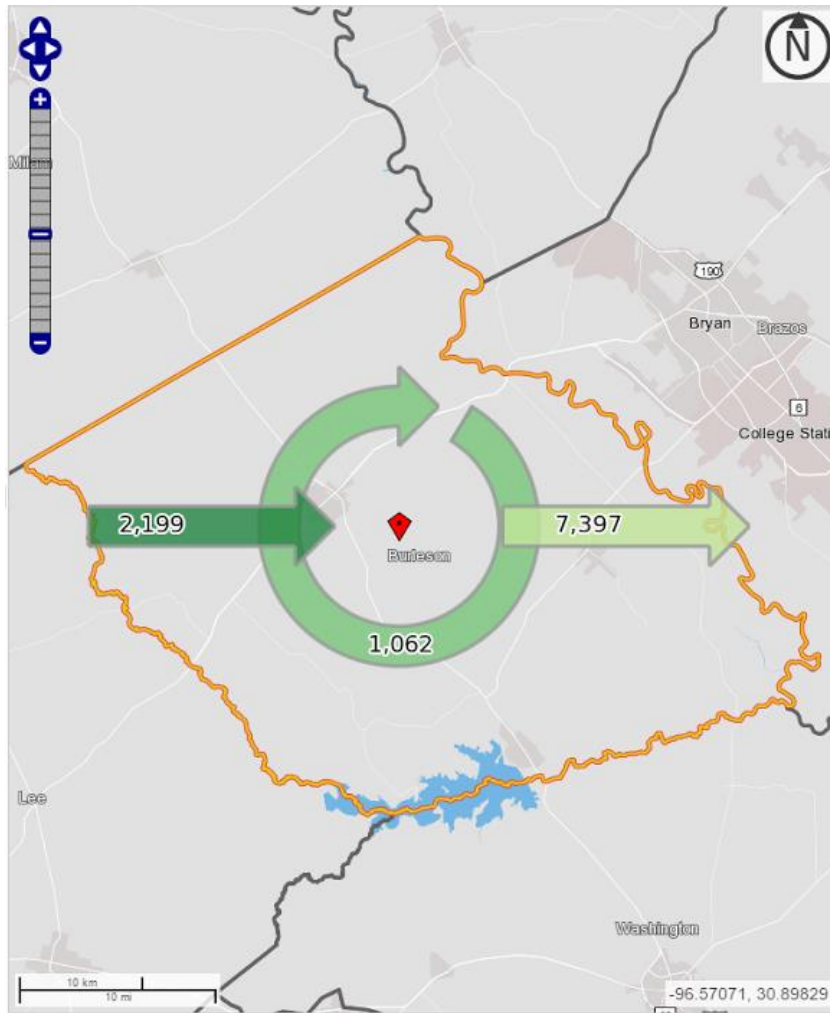 N
Milam
190
Bryan
Brazos
6
College Stati
2,199
7,397
Burleson
1,062
Lee
Washington
10 km
10 mi
-96.57071, 30.89829